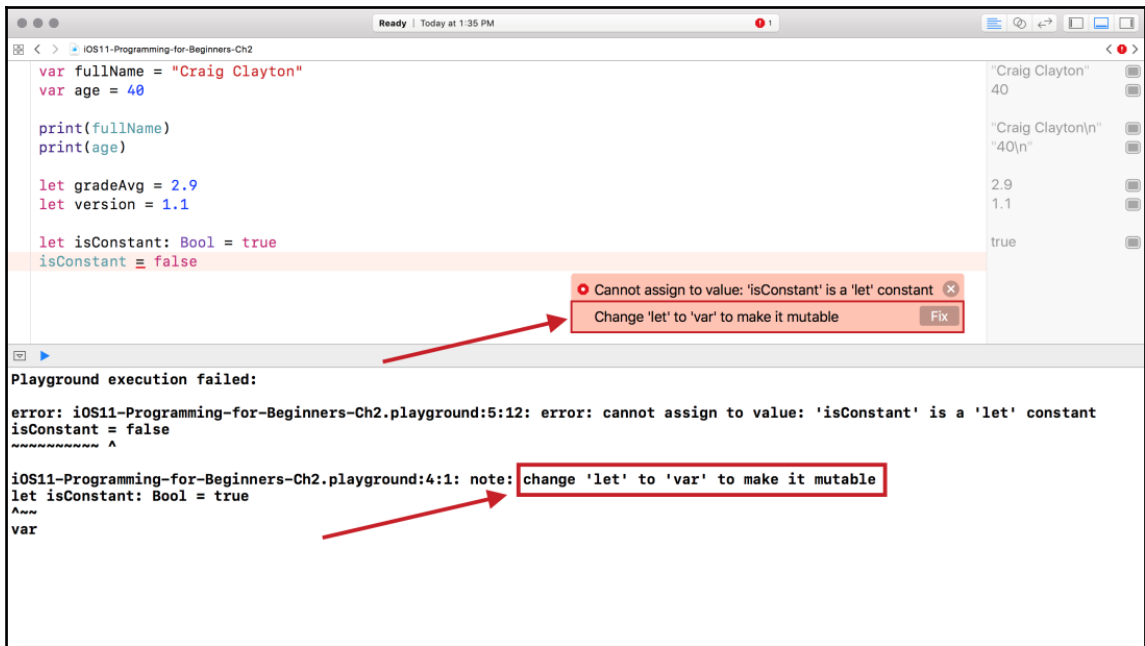 Ready | Today at 1:35 PM
1
iOS11-Programming-for-Beginners-Ch2
var fullName = "Craig Clayton"
"Craig Clayton"
var age = 40
40
print(fullName)
"Craig Clayton\n"
print(age)
"40\n"
let gradeAvg = 2.9
2.9
let version = 1.1
1.1
let isConstant: Bool = true
true
isConstant = false
Cannot assign to value: 'isConstant' is a 'let' constant
Change 'let' to 'var' to make it mutable
Fix
Playground execution failed:
error: iOS11-Programming-for-Beginners-Ch2.playground:5:12: error: cannot assign to value: 'isConstant' is a 'let' constant
isConstant = false
~~~~~~~~~~ ^
iOS11-Programming-for-Beginners-Ch2.playground:4:1: note: change 'let' to 'var' to make it mutable
let isConstant: Bool = true
^~~
var